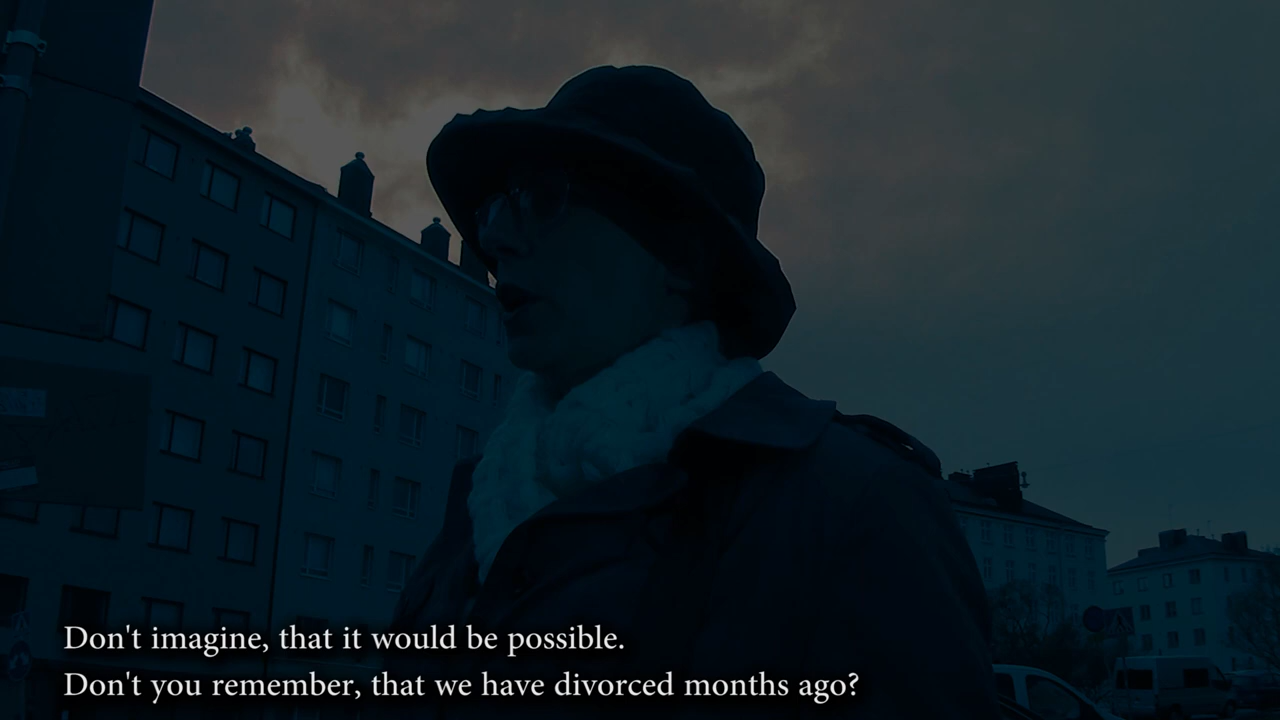 Don't imagine, that it would be possible.
Don't you remember, that we have divorced months ago?